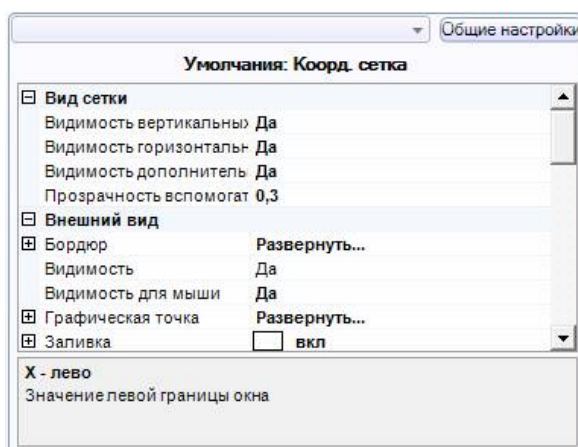 Общие настройки
Умолчания: Коорд. сетка
Вид сетки
Видимость вертикальных Да
Видимость горизонтальн Да
Видимость дополнитель Да
Прозрачность вспомогат 0,3
Внешний вид
Бордюр Развернуть...
Видимость Да
Видимость для мыши Да
Графическая точка Развернуть...
Заливка вкл
X - лево
Значение левой границы окна